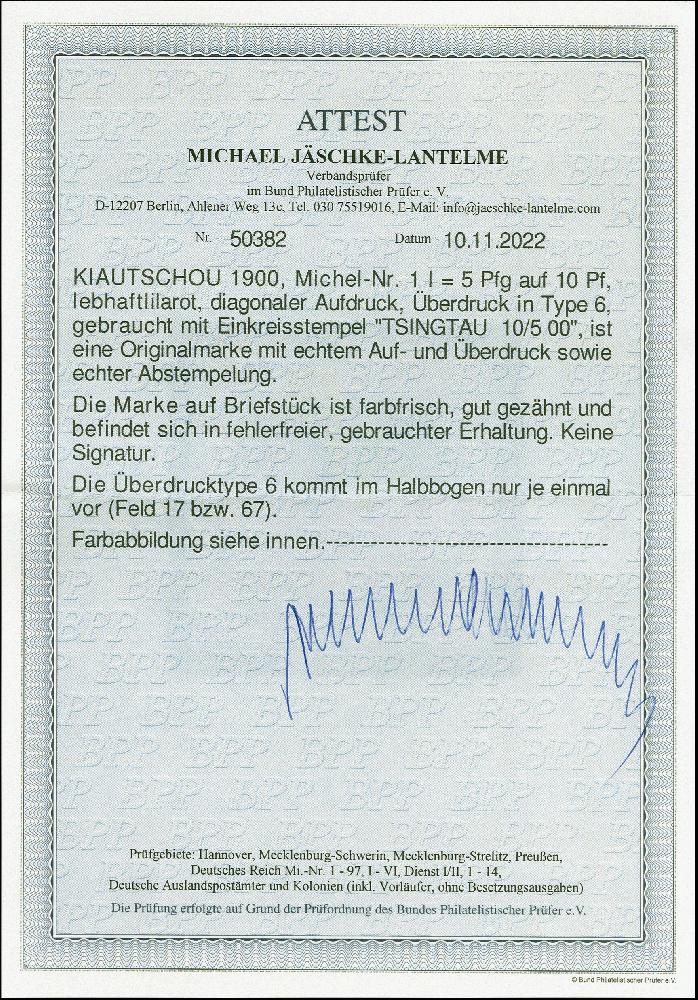 ATTEST
MICHAEL JÄSCHKE-LANTELME
Verbandsprüfer
im Bund Philatelistischer Prüfer e. V.
D-12207 Berlin, Ahlener Weg 13c, Tel. 030 75519016, E-Mail: info@jaeschke-lantelme.com
Nr. 50382 Datum 10.11.2022
KIAUTSCHOU 1900, Michel-Nr. 1 I = 5 Pfg auf 10 Pf,
lebhaftlilarot, diagonaler Aufdruck, Überdruck in Type 6,
gebraucht mit Einkreisstempel "TSINGTAU 10/5 00", ist
eine Originalmarke mit echtem Auf- und Überdruck sowie
echter Abstempelung.
Die Marke auf Briefstück ist farbfrisch, gut gezähnt und
befindet sich in fehlerfreier, gebrauchter Erhaltung. Keine
Signatur.
Die Überdrucktype 6 kommt im Halbbogen nur je einmal
vor (Feld 17 bzw. 67).
Farbabbildung siehe innen.------------------------------------
Prüfgebiete: Hannover, Mecklenburg-Schwerin, Mecklenburg-Strelitz, Preußen,
Deutsches Reich Mi.-Nr. 1 - 97, I - VI, Dienst I/II, 1 - 14,
Deutsche Auslandspostämter und Kolonien (inkl. Vorläufer, ohne Besetzungsausgaben)
Die Prüfung erfolgte auf Grund der Prüfordnung des Bundes Philatelistischer Prüfer e.V.
© Bund Philatelistischer Prüfer e.V.